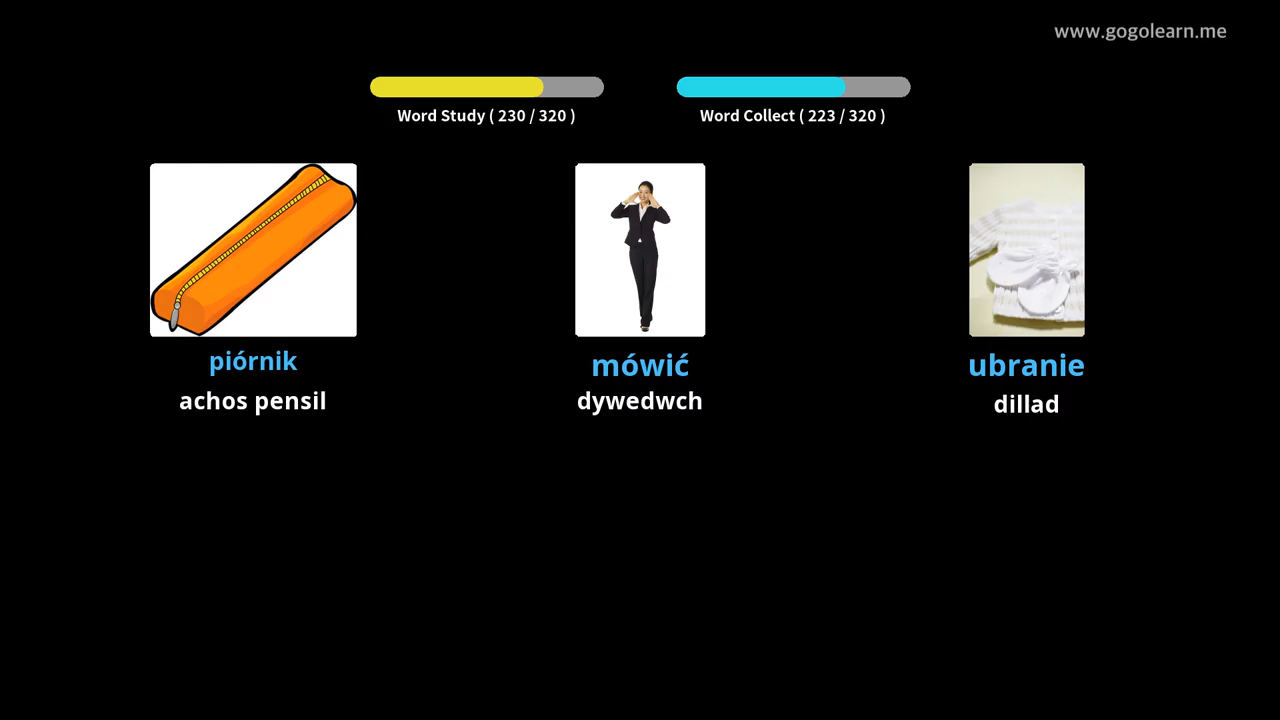 www.gogolearn.me
Word Study ( 230 / 320 )
Word Collect ( 223 / 320 )
piórnik
mówić
ubranie
achos pensil
dywedwch
dillad